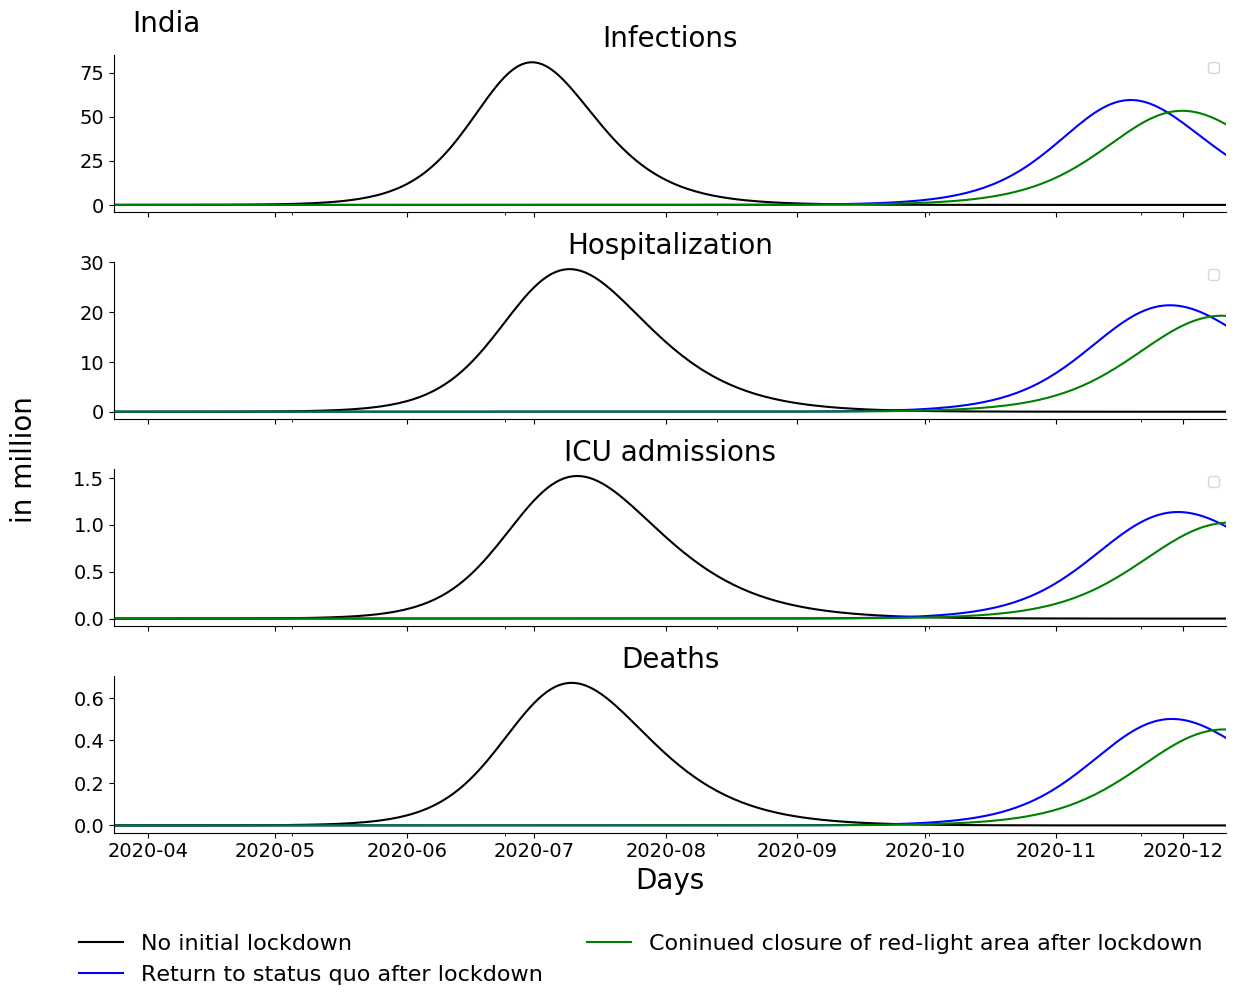 India
Infections
75
50
25
0
Hospitalization
30
20
10
0
ICU admissions
1.5
1.0
0.5
0.0
Deaths
0.6
0.4
0.2
0.0
in million
2020-04 2020-05 2020-06 2020-07 2020-08 2020-09 2020-10 2020-11 2020-12
Days
No initial lockdown
Return to status quo after lockdown
Coninued closure of red-light area after lockdown